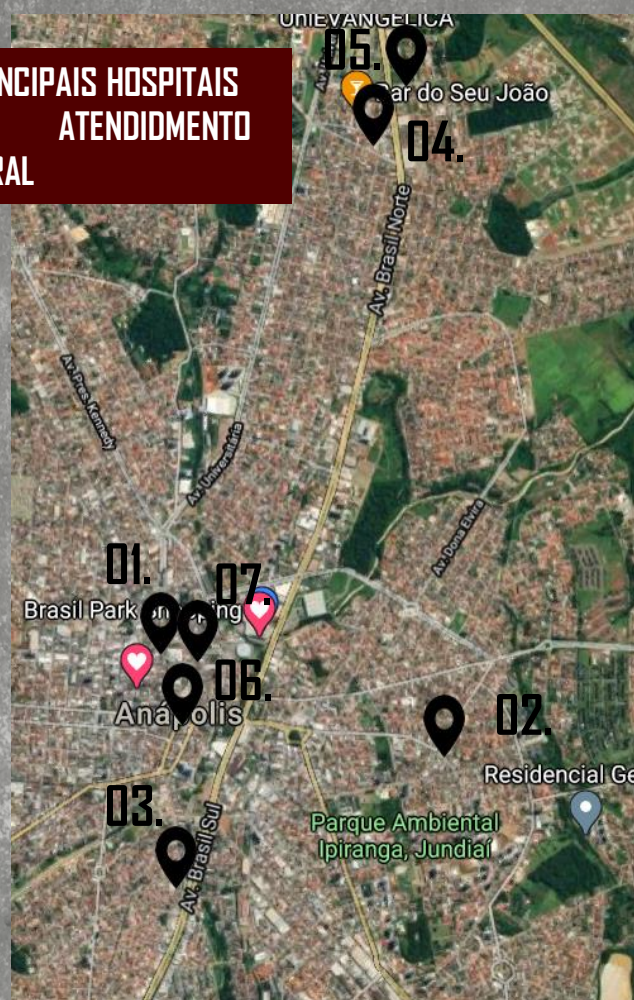 UniEVANGÉLICA
NCIPAIS HOSPITAIS
ATENDIDMENTO
RAL
05.
Bar do Seu João
04.
Av. Brasil Norte
Av. Pres. Kennedy
Av. Universitária
Av. Dona Elvira
01.
07.
Brasil Park Shopping
06.
Anápolis
02.
Residencial Ge
03.
Parque Ambiental
Ipiranga, Jundiaí
Av. Brasil Sul